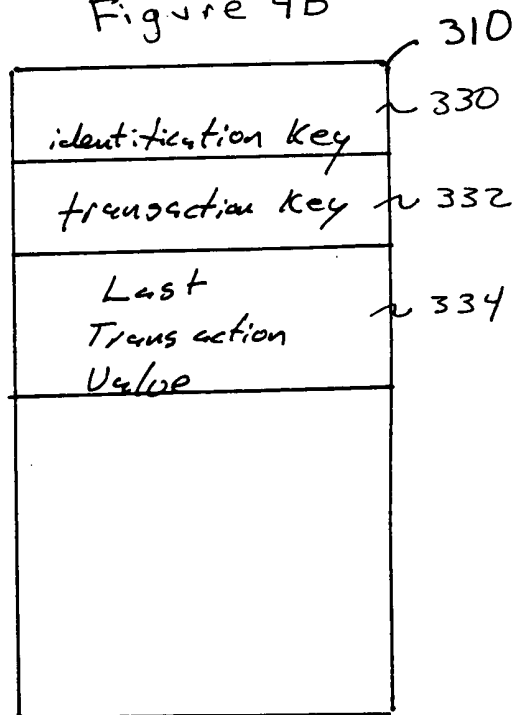 Figure 4B
310
330
identification Key
transaction Key
332
Last
334
Transaction
Value